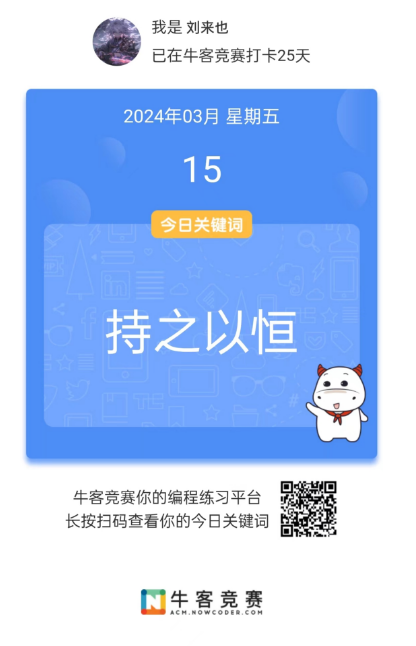 我是 刘来也
已在牛客竞赛打卡25天
2024年03月 星期五
15
今日关键词
持之以恒
牛客竞赛你的编程练习平台
长按扫码查看你的今日关键词
牛客竞赛
ACM.NOWCODER.COM